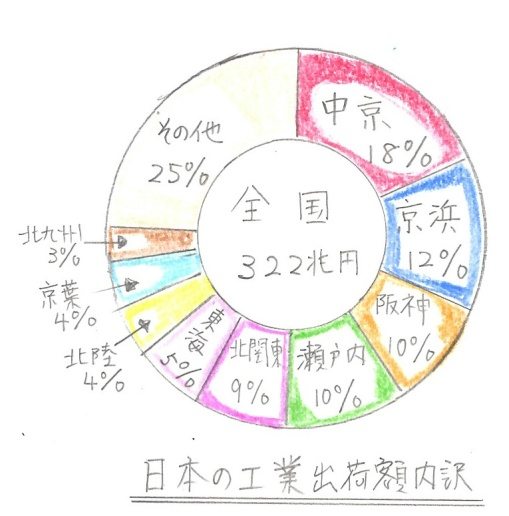 中京
18%
京浜
12%
阪神
10%
瀬戸内
10%
北関東
9%
東海
5%
北陸
4%
京葉
4%
北九州
3%
その他
25%
全国
322兆円
日本の工業出荷額内訳